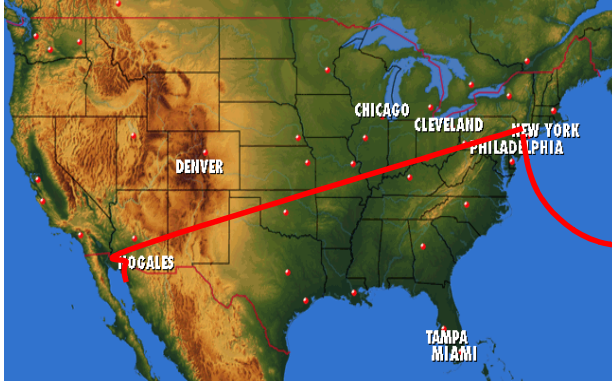 CHICAGO
CLEVELAND
NEW YORK
PHILADELPHIA
DENVER
NOGALES
TAMPA
MIAMI